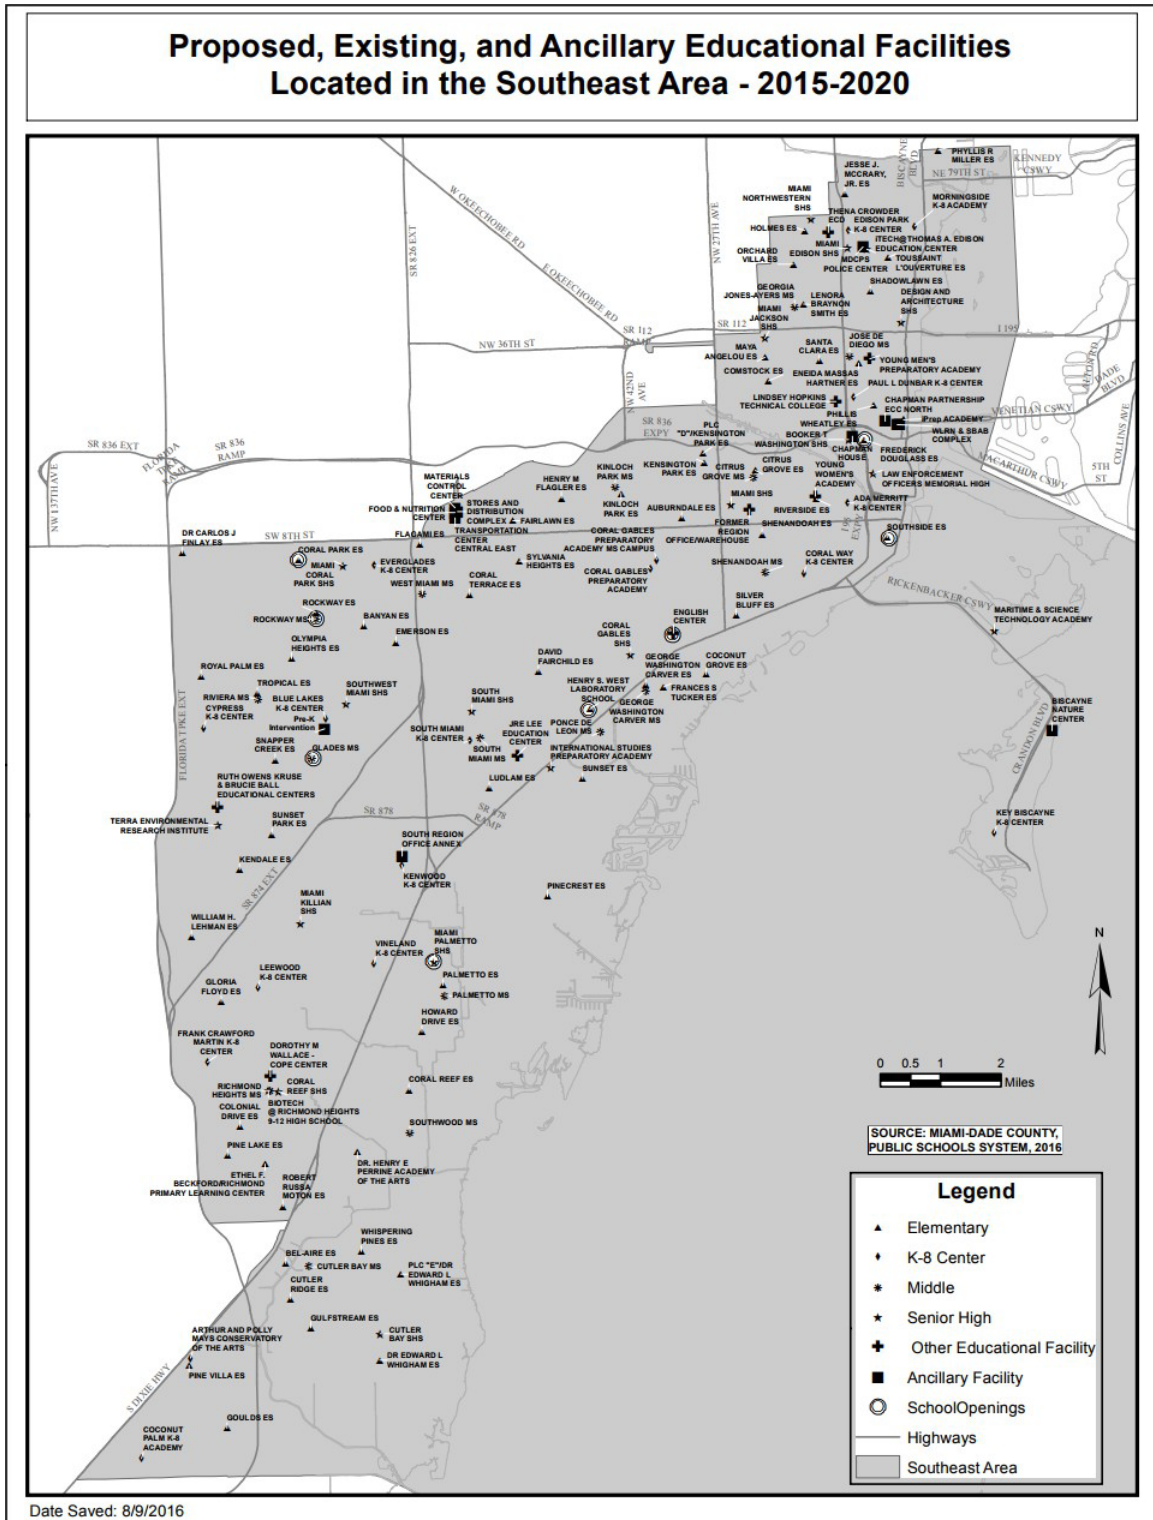 Proposed, Existing, and Ancillary Educational Facilities
Located in the Southeast Area - 2015-2020
PHYLLIS R
MILLER ES
KENNEDY
CSWY
NE 79TH ST
BISCAYNE
BLVD
JESSE J.
MCCRARY,
JR. ES
MORNINGSIDE
K-8 ACADEMY
MIAMI
NORTHWESTERN
SHS
THENA CROWDER
ECD
EDISON PARK
K-8 CENTER
HOLMES ES
MIAMI
EDISON SHS
iTECH@THOMAS A. EDISON
EDUCATION CENTER
MDCPS
POLICE CENTER
TOUSSAINT
L'OUVERTURE ES
ORCHARD
VILLA ES
SHADOWLAWN ES
DESIGN AND
ARCHITECTURE
SHS
GEORGIA
JONES-AYERS MS
LENORA
BRAYNON
SMITH ES
MIAMI
JACKSON
SHS
W OKEECHOBEE RD
E OKEECHOBEE RD
SR 826 EXT
NW 27TH AVE
SR 112
RAMP
SR 112
I 195
NW 36TH ST
NW 42ND
AVE
MAYA
ANGELOU ES
SANTA
CLARA ES
JOSE DE
DIEGO MS
YOUNG MEN'S
PREPARATORY ACADEMY
COMSTOCK ES
ENEIDA MASSAS
HARTNER ES
PAUL L DUNBAR K-8 CENTER
ALTON RD
DADE
BLVD
LINDSEY HOPKINS
TECHNICAL COLLEGE
CHAPMAN PARTNERSHIP
ECC NORTH
PHILLIS
WHEATLEY ES
iPrep ACADEMY
VENETIAN CSWY
WLRN & SBAB
COMPLEX
BOOKER T
WASHINGTON SHS
CHAPMAN
HOUSE
FREDERICK
DOUGLASS ES
MACARTHUR CSWY
COLLINS AVE
5TH
ST
SR 836
EXPY
PLC
"D"/KENSINGTON
PARK ES
KENSINGTON
PARK ES
CITRUS
GROVE MS
CITRUS
GROVE ES
YOUNG
WOMEN'S
ACADEMY
LAW ENFORCEMENT
OFFICERS MEMORIAL HIGH
SR 836 EXT
FLORIDA
TPKE
RAMP
SR 836
RAMP
NW 137TH AVE
MATERIALS
CONTROL
CENTER
FOOD & NUTRITION
CENTER
STORES AND
DISTRIBUTION
COMPLEX
TRANSPORTATION
CENTER
CENTRAL EAST
HENRY M
FLAGLER ES
KINLOCH
PARK MS
KINLOCH
PARK ES
FAIRLAWN ES
AUBURNDALE ES
MIAMI SHS
RIVERSIDE ES
ADA MERRITT
K-8 CENTER
FORMER
REGION
OFFICE/WAREHOUSE
SHENANDOAH ES
I 95
EXPY
SOUTHSIDE ES
SW 8TH ST
DR CARLOS J
FINLAY ES
FLAGAMI ES
CORAL GABLES
PREPARATORY
ACADEMY MS CAMPUS
CORAL GABLES
PREPARATORY
ACADEMY
SHENANDOAH MS
CORAL WAY
K-8 CENTER
CORAL PARK ES
MIAMI
CORAL
PARK SHS
EVERGLADES
K-8 CENTER
WEST MIAMI MS
CORAL
TERRACE ES
SYLVANIA
HEIGHTS ES
RICKENBACKER CSWY
ROCKWAY ES
ROCKWAY MS
BANYAN ES
EMERSON ES
SILVER
BLUFF ES
ENGLISH
CENTER
CORAL
GABLES
SHS
MARITIME & SCIENCE
TECHNOLOGY ACADEMY
OLYMPIA
HEIGHTS ES
DAVID
FAIRCHILD ES
GEORGE
WASHINGTON
CARVER ES
COCONUT
GROVE ES
ROYAL PALM ES
TROPICAL ES
RIVIERA MS
CYPRESS
K-8 CENTER
BLUE LAKES
K-8 CENTER
SOUTHWEST
MIAMI SHS
HENRY S. WEST
LABORATORY
SCHOOL
FRANCES S
TUCKER ES
GEORGE
WASHINGTON
CARVER MS
SOUTH
MIAMI SHS
Pre-K
Intervention
SOUTH MIAMI
K-8 CENTER
SOUTH
MIAMI MS
JRE LEE
EDUCATION
CENTER
PONCE DE
LEON MS
INTERNATIONAL STUDIES
PREPARATORY ACADEMY
BISCAYNE
NATURE
CENTER
CRANDON BLVD
FLORIDA TPKE EXT
SNAPPER
CREEK ES
GLADES MS
SUNSET ES
LUDLAM ES
RUTH OWENS KRUSE
& BRUCIE BALL
EDUCATIONAL CENTERS
SR 878
SR 878
RAMP
TERRA ENVIRONMENTAL
RESEARCH INSTITUTE
SUNSET
PARK ES
KEY BISCAYNE
K-8 CENTER
SOUTH REGION
OFFICE ANNEX
KENWOOD
K-8 CENTER
KENDALE ES
SR 874 EXT
PINECREST ES
MIAMI
KILLIAN
SHS
WILLIAM H.
LEHMAN ES
VINELAND
K-8 CENTER
MIAMI
PALMETTO
SHS
N
LEEWOOD
K-8 CENTER
PALMETTO ES
PALMETTO MS
GLORIA
FLOYD ES
HOWARD
DRIVE ES
FRANK CRAWFORD
MARTIN K-8
CENTER
DOROTHY M
WALLACE -
COPE CENTER
RICHMOND
HEIGHTS MS
CORAL
REEF SHS
CORAL REEF ES
BIOTECH
@ RICHMOND HEIGHTS
9-12 HIGH SCHOOL
COLONIAL
DRIVE ES
SOUTHWOOD MS
0 0.5 1 2
Miles
PINE LAKE ES
ETHEL F.
BECKFORD/RICHMOND
PRIMARY LEARNING CENTER
DR. HENRY E
PERRINE ACADEMY
OF THE ARTS
ROBERT
RUSSA
MOTON ES
SOURCE: MIAMI-DADE COUNTY,
PUBLIC SCHOOLS SYSTEM, 2016
WHISPERING
PINES ES
BEL-AIRE ES
CUTLER BAY MS
CUTLER
RIDGE ES
PLC "E"/DR
EDWARD L
WHIGHAM ES
GULFSTREAM ES
CUTLER
BAY SHS
ARTHUR AND POLLY
MAYS CONSERVATORY
OF THE ARTS
PINE VILLA ES
DR EDWARD L
WHIGHAM ES
S DIXIE HWY
GOULDS ES
COCONUT
PALM K-8
ACADEMY
Legend
Elementary
K-8 Center
Middle
Senior High
Other Educational Facility
Ancillary Facility
SchoolOpenings
Highways
Southeast Area
Date Saved: 8/9/2016